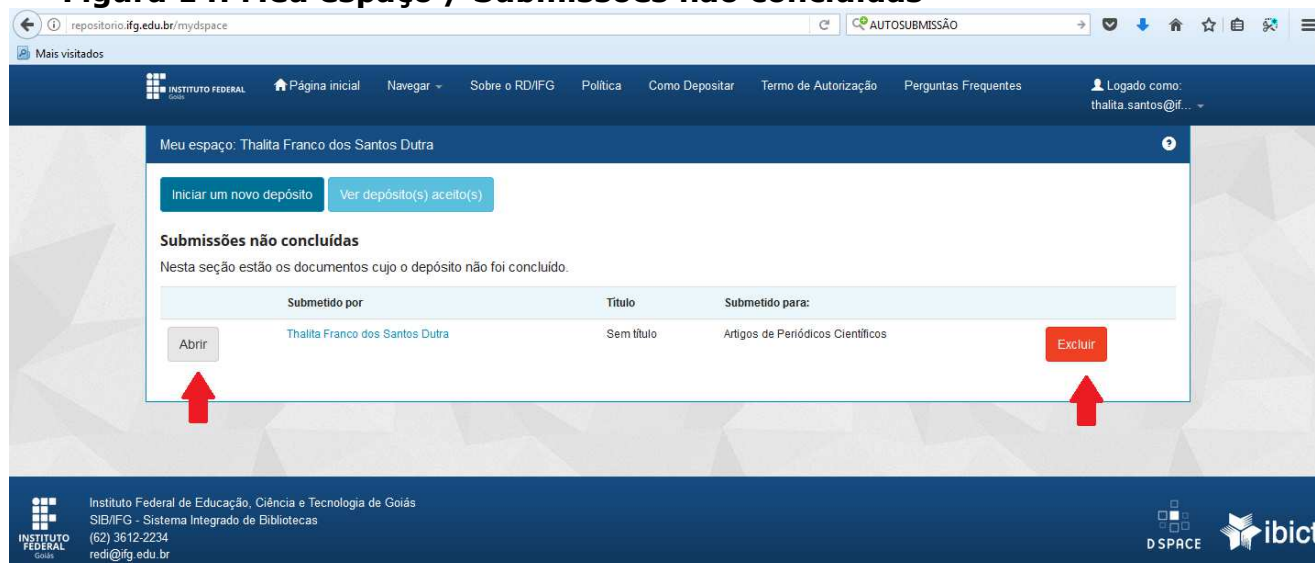 Figura 14: Meu espaço / Submissões não concluídas
repositorio.ifg.edu.br/mydspace
AUTOSUBMISSÃO
Mais visitados
INSTITUTO FEDERAL
Goiás
Página inicial
Navegar
Sobre o RD/IFG
Política
Como Depositar
Termo de Autorização
Perguntas Frequentes
Logado como:
thalita.santos@if...
Meu espaço: Thalita Franco dos Santos Dutra
Iniciar um novo depósito
Ver depósito(s) aceito(s)
Submissões não concluídas
Nesta seção estão os documentos cujo o depósito não foi concluído.
Submetido por
Título
Submetido para:
Abrir
Thalita Franco dos Santos Dutra
Sem título
Artigos de Periódicos Científicos
Excluir
INSTITUTO
FEDERAL
Goiás
Instituto Federal de Educação, Ciência e Tecnologia de Goiás
SIB/IFG - Sistema Integrado de Bibliotecas
(62) 3612-2234
redi@ifg.edu.br
DSPACE
ibict